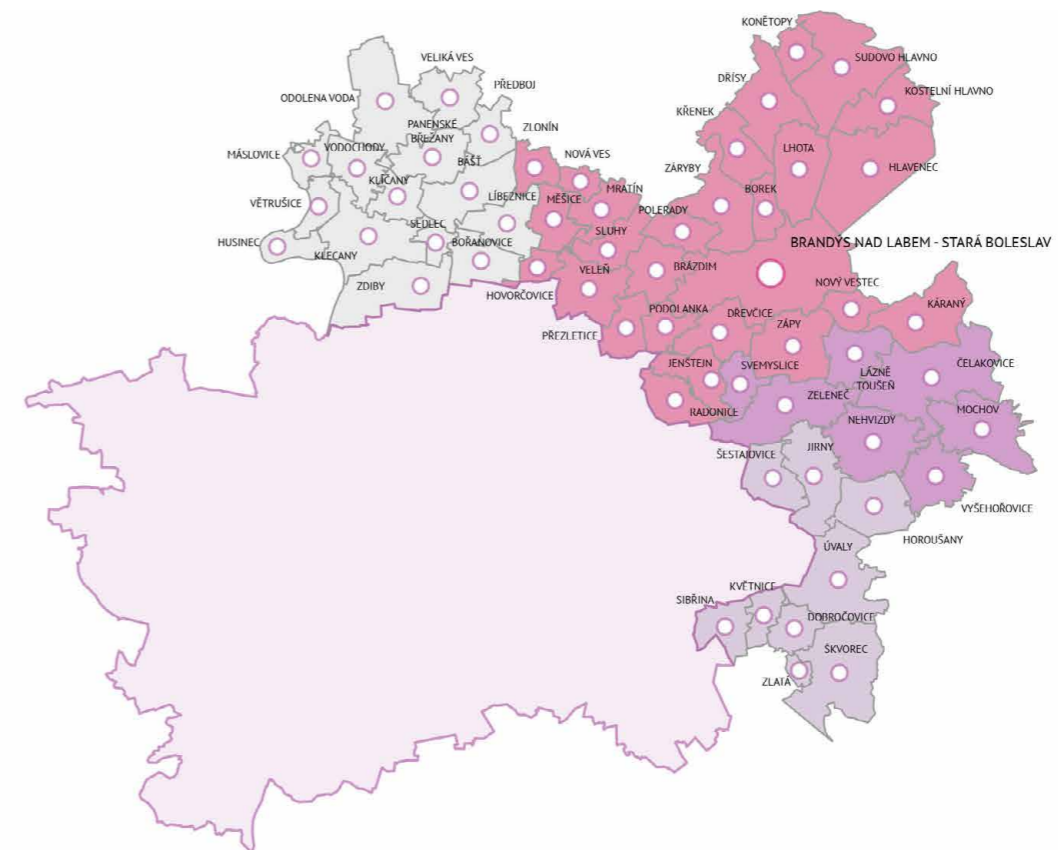 KONĚTOPY
VELIKÁ VES
SUDOVO HLAVNO
DŘÍSY
PŘEDBOJ
KOSTELNÍ HLAVNO
ODOLENA VODA
KŘENEK
PANENSKÉ
BŘEŽANY
ZLONÍN
VODOCHODY
LHOTA
MÁSLOVICE
BÁŠŤ
NOVÁ VES
HLAVENEC
KLÍČANY
ZÁRYBY
MRATÍN
BOREK
LÍBEZNICE
MĚŠICE
VĚTRUŠICE
POLERADY
SEDLEC
SLUHY
HUSINEC
BOŘANOVICE
BRANDÝS NAD LABEM - STARÁ BOLESLAV
KLECANY
VELEŇ
BRÁZDIM
ZDIBY
NOVÝ VESTEC
HOVORČOVICE
KÁRANÝ
PODOLANKA
DŘEVČICE
ZÁPY
PŘEZLETICE
JENŠTEJN
SVEMYSLICE
LÁZNĚ
TOUŠEŇ
ČELAKOVICE
ZELENEČ
RADONICE
MOCHOV
NEHVIZDY
JIRNY
ŠESTAJOVICE
VYŠEHOŘOVICE
HOROUŠANY
ÚVALY
KVĚTNICE
SIBŘINA
DOBROČOVICE
ŠKVOREC
ZLATÁ